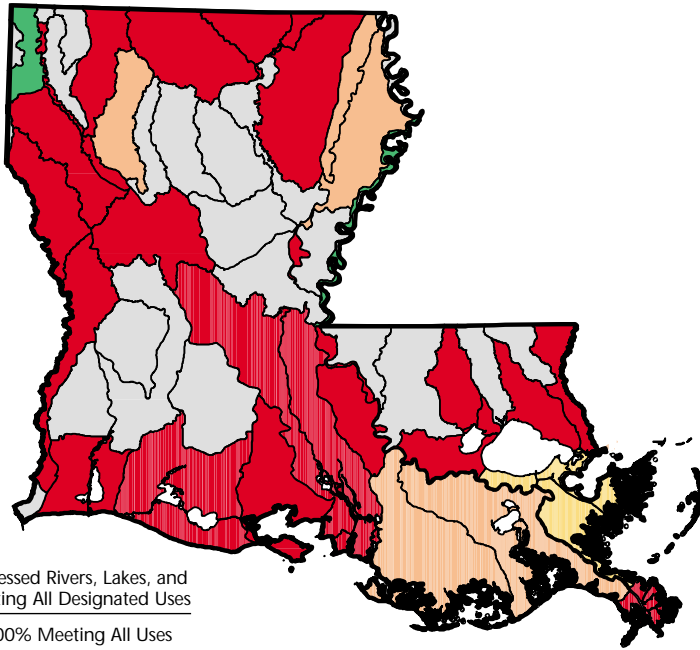 essed Rivers, Lakes, and
ing All Designated Uses
00% Meeting All Uses